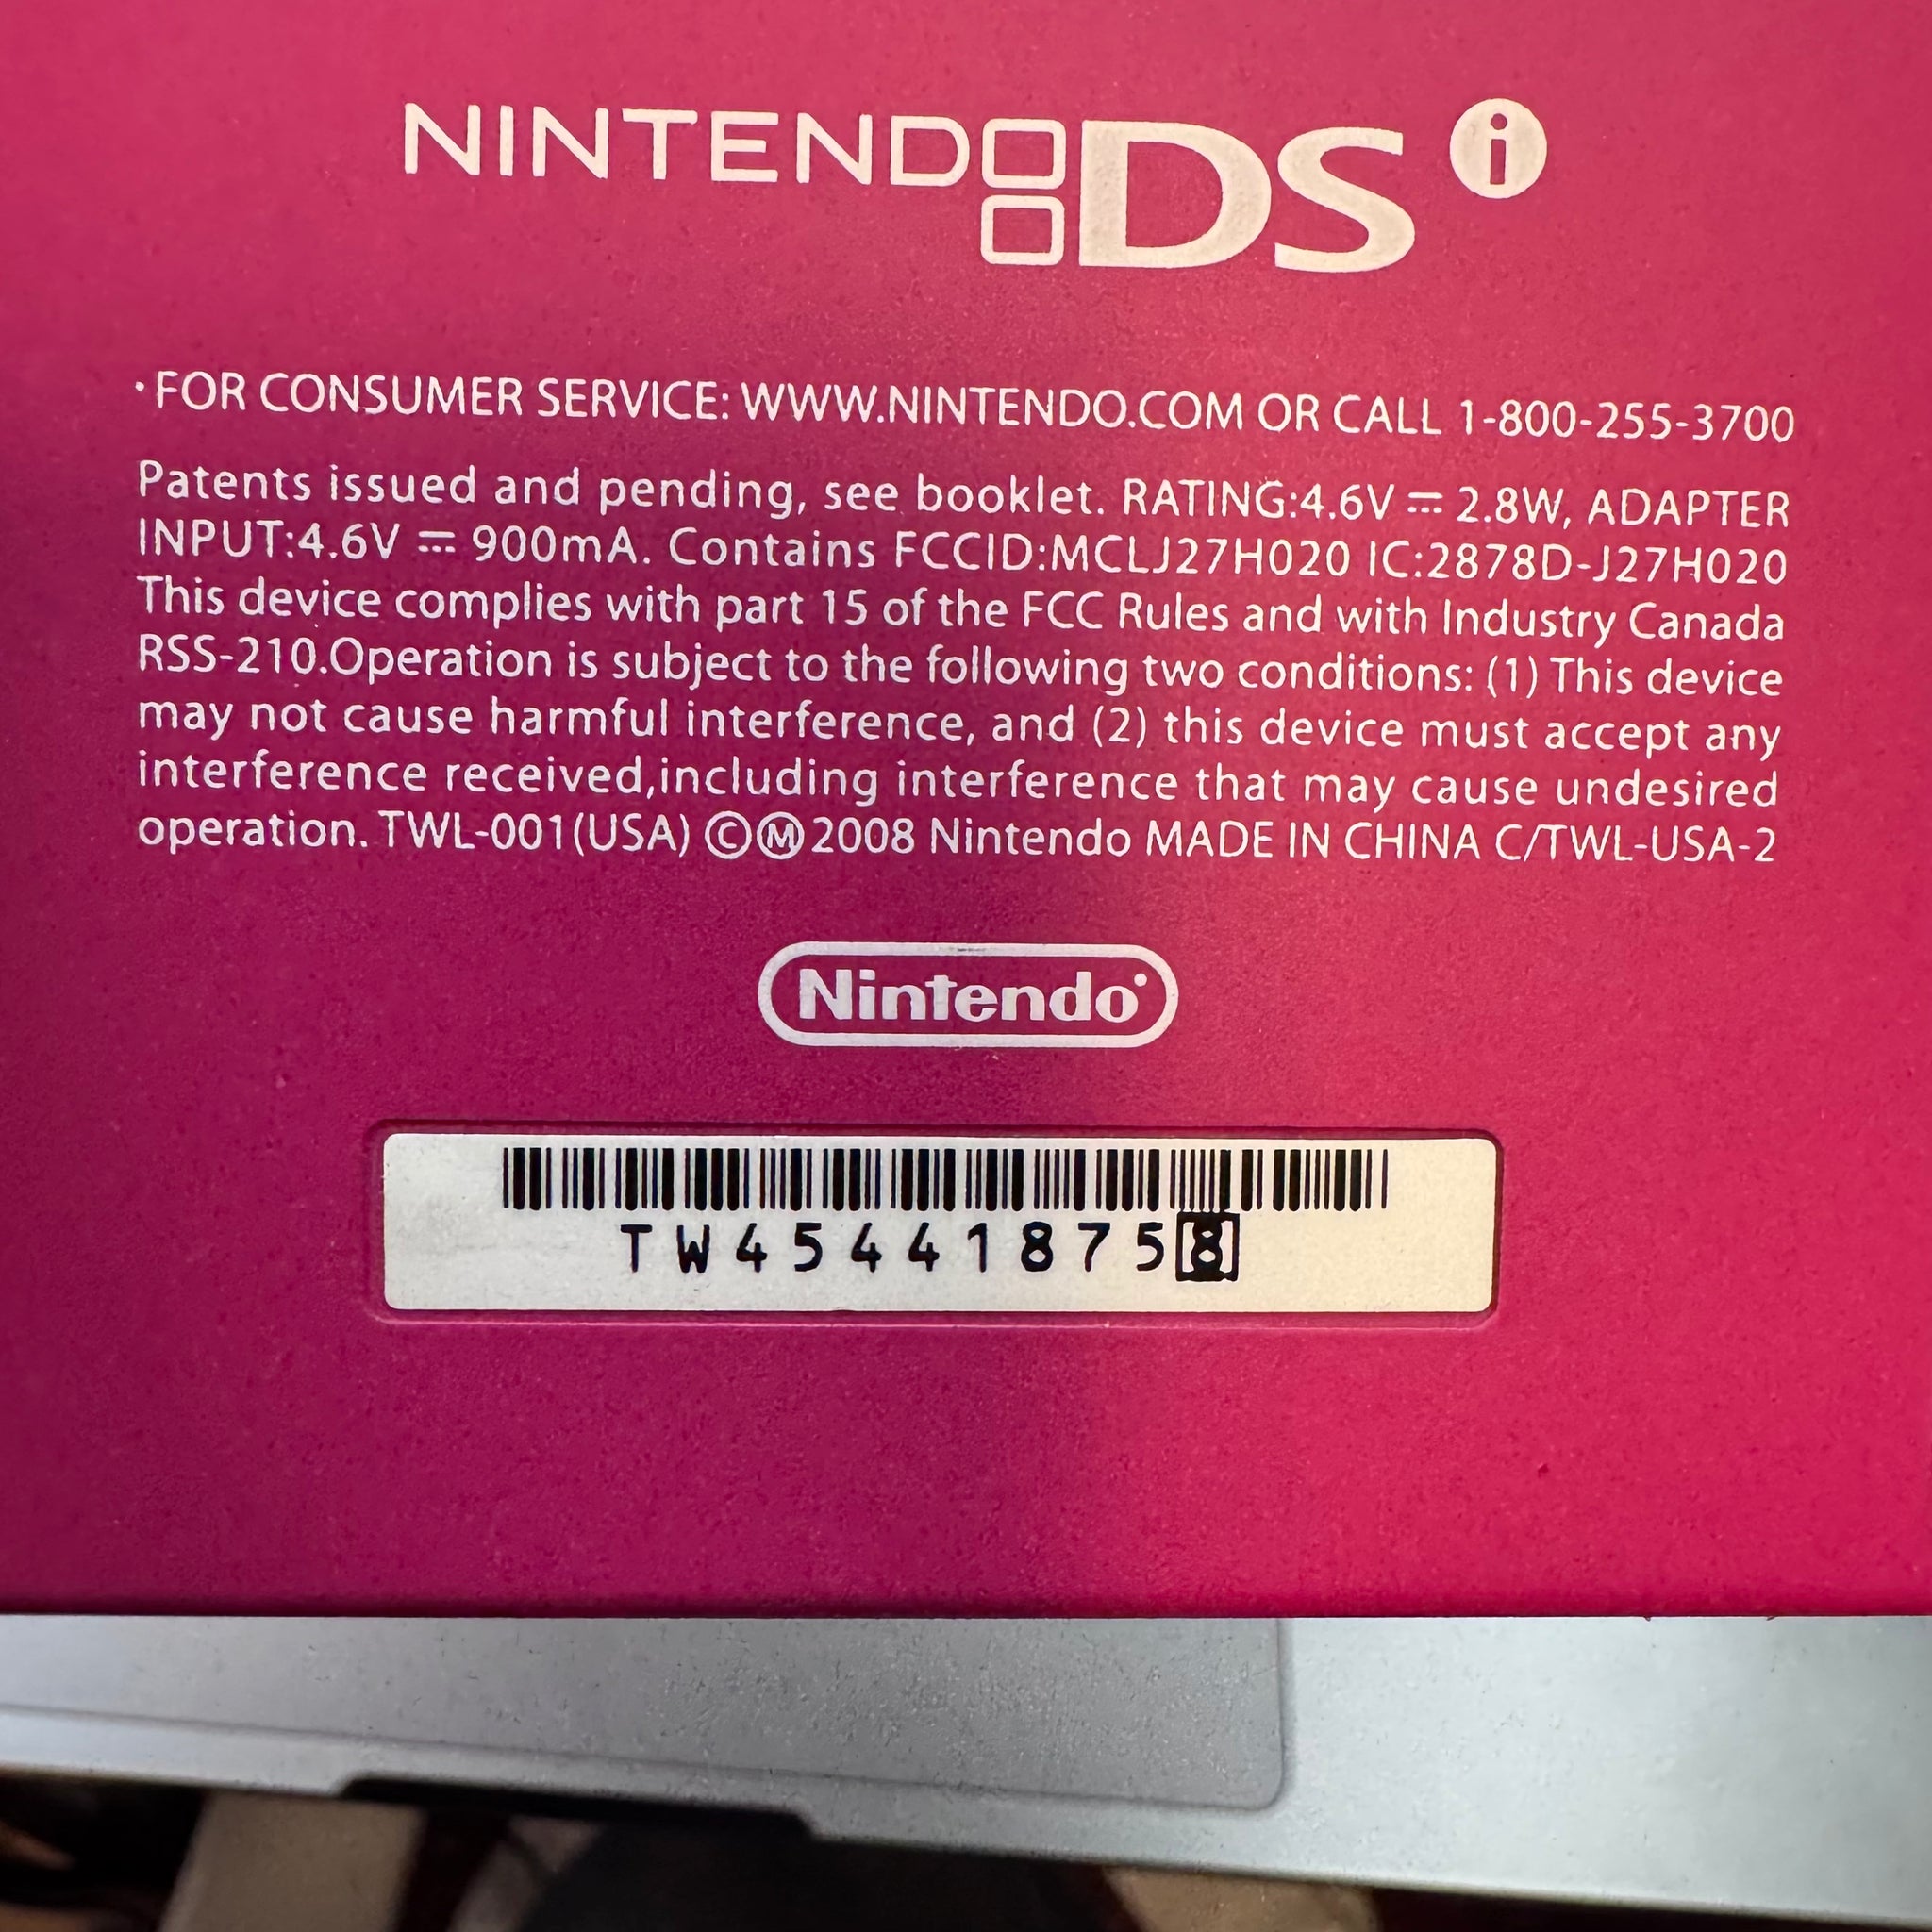 NINTENDO DSi
·FOR CONSUMER SERVICE: WWW.NINTENDO.COM OR CALL 1-800-255-3700
Patents issued and pending, see booklet. RATING:4.6V ⎓ 2.8W, ADAPTER
INPUT:4.6V ⎓ 900mA. Contains FCCID:MCLJ27H020 IC:2878D-J27H020
This device complies with part 15 of the FCC Rules and with Industry Canada
RSS-210.Operation is subject to the following two conditions: (1) This device
may not cause harmful interference, and (2) this device must accept any
interference received,including interference that may cause undesired
operation. TWL-001(USA) ©Ⓜ2008 Nintendo MADE IN CHINA C/TWL-USA-2
Nintendo
TW454418758